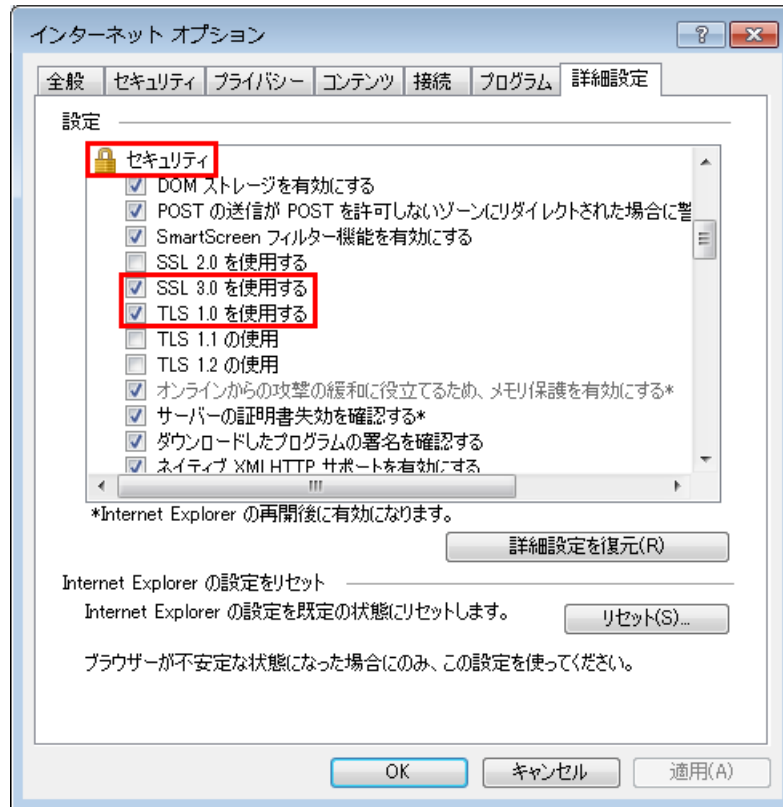 インターネット オプション
全般 セキュリティ プライバシー コンテンツ 接続 プログラム 詳細設定
設定
セキュリティ
DOM ストレージを有効にする
POST の送信が POST を許可しないゾーンにリダイレクトされた場合に警
SmartScreen フィルター機能を有効にする
SSL 2.0 を使用する
SSL 3.0 を使用する
TLS 1.0 を使用する
TLS 1.1 の使用
TLS 1.2 の使用
オンラインからの攻撃の緩和に役立てるため、メモリ保護を有効にする*
サーバーの証明書失効を確認する*
ダウンロードしたプログラムの署名を確認する
ネイティブ XMLHTTP サポートを有効にする
*Internet Explorer の再開後に有効になります。
詳細設定を復元(R)
Internet Explorer の設定をリセット
Internet Explorer の設定を既定の状態にリセットします。
リセット(S)...
ブラウザーが不安定な状態になった場合にのみ、この設定を使ってください。
OK キャンセル 適用(A)